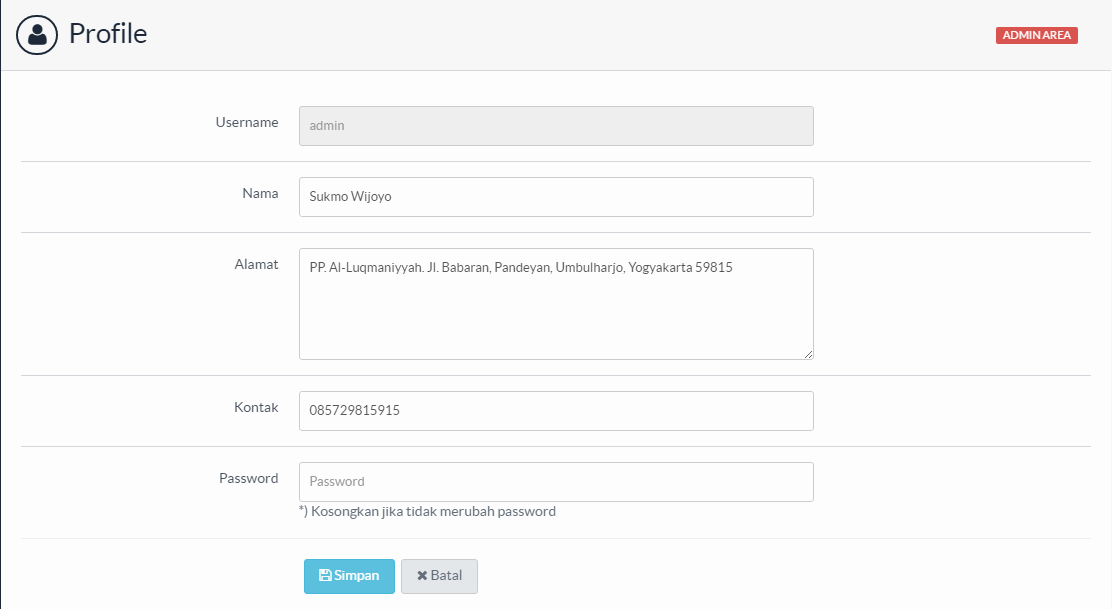 Profile
ADMIN AREA
Username
admin
Nama
Sukmo Wijoyo
Alamat
PP. Al-Luqmaniyyah. Jl. Babaran, Pandeyan, Umbulharjo, Yogyakarta 59815
Kontak
085729815915
Password
Password
*) Kosongkan jika tidak merubah password
Simpan
Batal